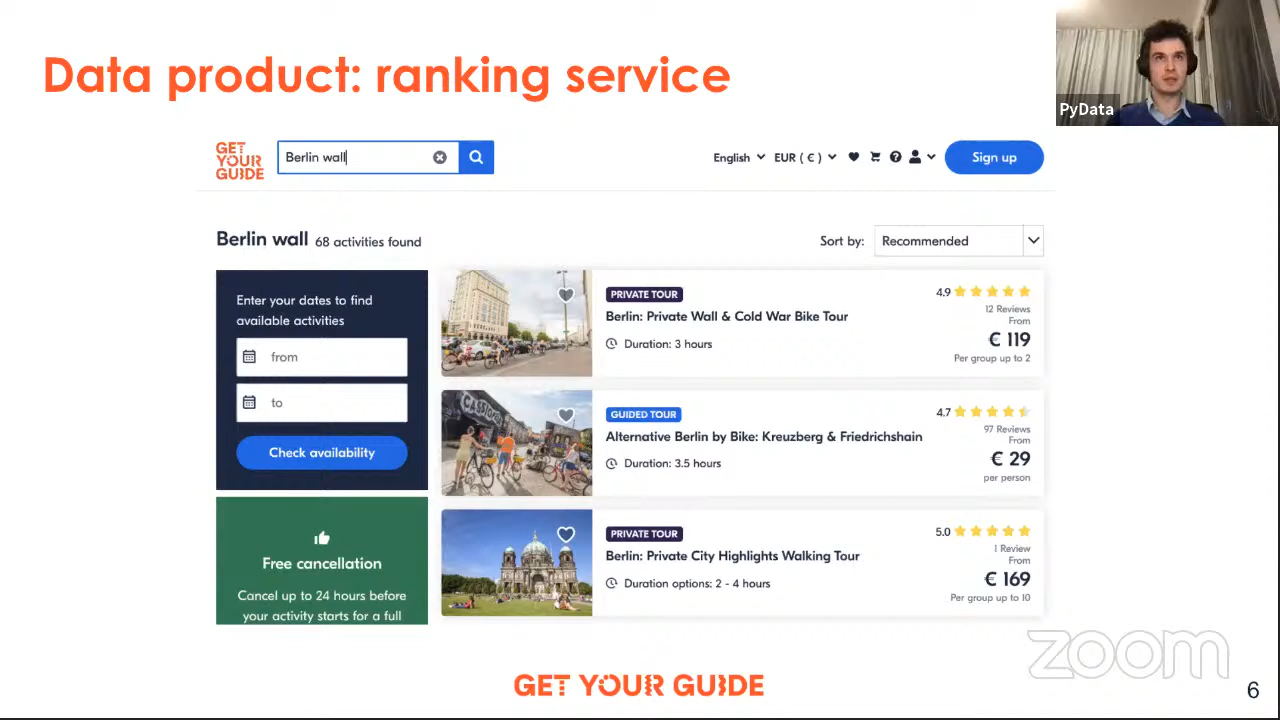 Data product: ranking service
PyData
GET
YOUR
GUIDE
Berlin wall
English
EUR ( € )
Sign up
Berlin wall 68 activities found
Sort by:
Recommended
Enter your dates to find
available activities
from
to
Check availability
Free cancellation
Cancel up to 24 hours before
your activity starts for a full
PRIVATE TOUR
Berlin: Private Wall & Cold War Bike Tour
Duration: 3 hours
4.9
12 Reviews
From
€ 119
Per group up to 2
GUIDED TOUR
Alternative Berlin by Bike: Kreuzberg & Friedrichshain
Duration: 3.5 hours
4.7
97 Reviews
From
€ 29
per person
PRIVATE TOUR
Berlin: Private City Highlights Walking Tour
Duration options: 2 - 4 hours
5.0
1 Review
From
€ 169
Per group up to 10
zoom
GET YOUR GUIDE
6